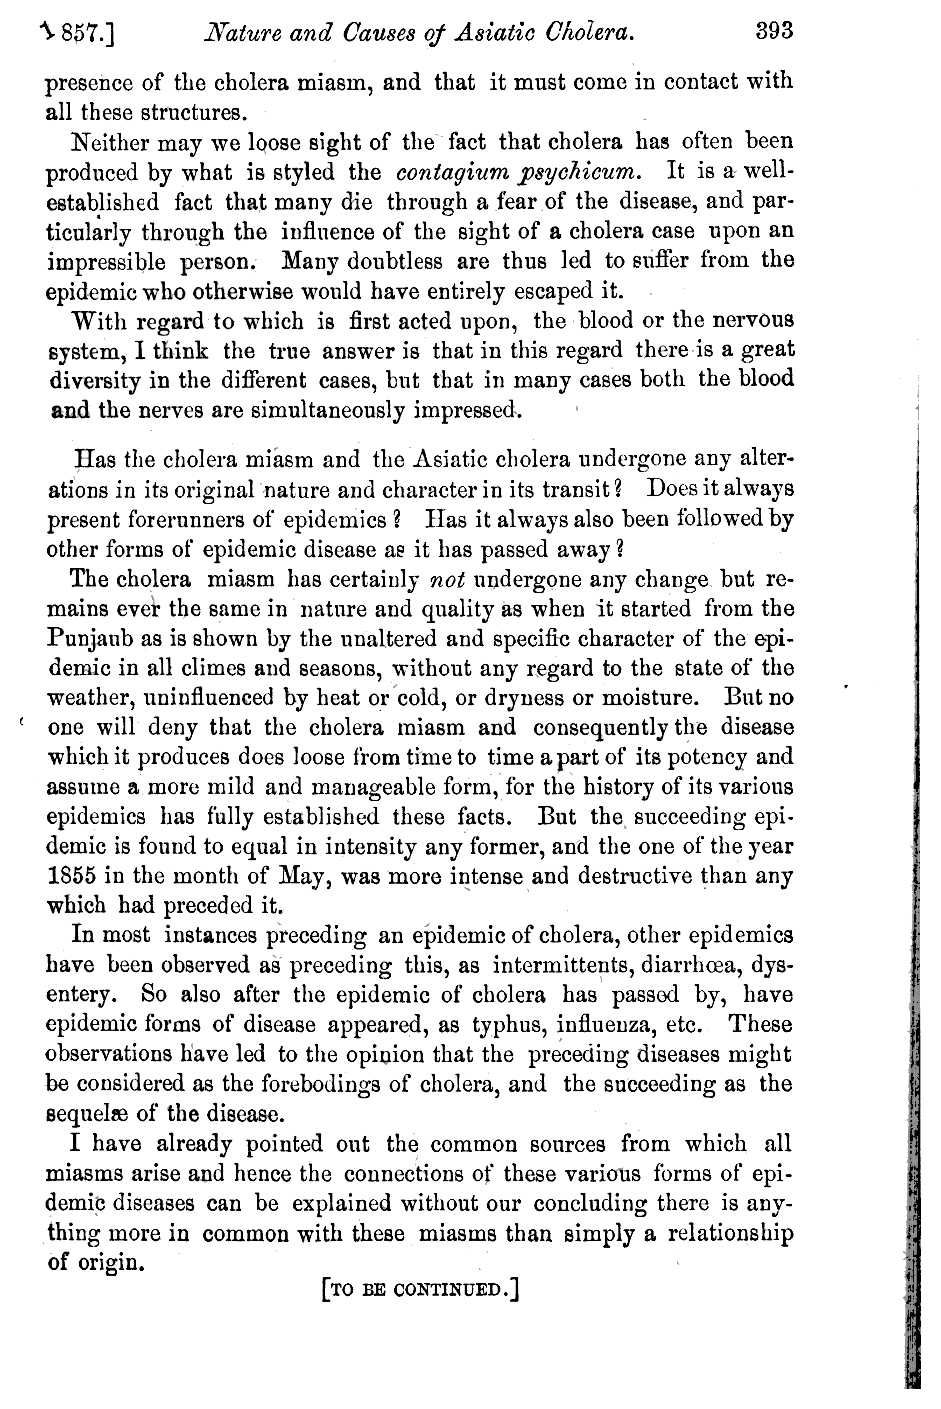 1857.] Nature and Causes of Asiatic Cholera. 393
presence of the cholera miasm, and that it must come in contact with
all these structures.
Neither may we loose sight of the fact that cholera has often been
produced by what is styled the contagium psychicum. It is a well-
established fact that many die through a fear of the disease, and par-
ticularly through the influence of the sight of a cholera case upon an
impressible person. Many doubtless are thus led to suffer from the
epidemic who otherwise would have entirely escaped it.
With regard to which is first acted upon, the blood or the nervous
system, I think the true answer is that in this regard there is a great
diversity in the different cases, but that in many cases both the blood
and the nerves are simultaneously impressed.
Has the cholera miasm and the Asiatic cholera undergone any alter-
ations in its original nature and character in its transit? Does it always
present forerunners of epidemics? Has it always also been followed by
other forms of epidemic disease as it has passed away?
The cholera miasm has certainly not undergone any change but re-
mains ever the same in nature and quality as when it started from the
Punjaub as is shown by the unaltered and specific character of the epi-
demic in all climes and seasons, without any regard to the state of the
weather, uninfluenced by heat or cold, or dryness or moisture. But no
one will deny that the cholera miasm and consequently the disease
which it produces does loose from time to time a part of its potency and
assume a more mild and manageable form, for the history of its various
epidemics has fully established these facts. But the succeeding epi-
demic is found to equal in intensity any former, and the one of the year
1855 in the month of May, was more intense and destructive than any
which had preceded it.
In most instances preceding an epidemic of cholera, other epidemics
have been observed as preceding this, as intermittents, diarrhœa, dys-
entery. So also after the epidemic of cholera has passed by, have
epidemic forms of disease appeared, as typhus, influenza, etc. These
observations have led to the opinion that the preceding diseases might
be considered as the forebodings of cholera, and the succeeding as the
sequelæ of the disease.
I have already pointed out the common sources from which all
miasms arise and hence the connections of these various forms of epi-
demic diseases can be explained without our concluding there is any-
thing more in common with these miasms than simply a relationship
of origin.
[TO BE CONTINUED.]